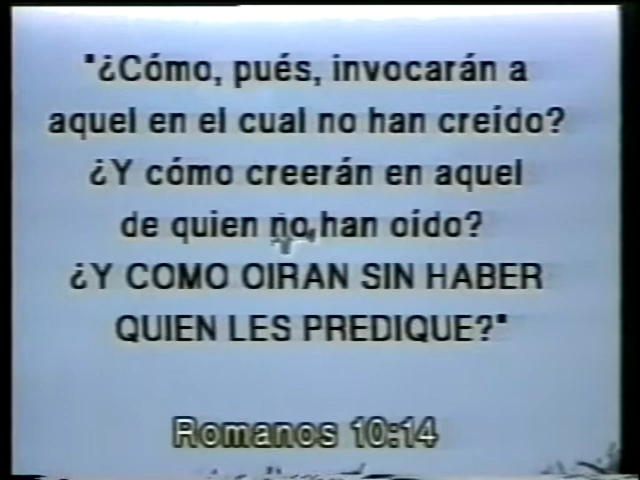 "¿Cómo, pués, invocarán a
aquel en el cual no han creído?
¿Y cómo creerán en aquel
de quien no han oído?
¿Y COMO OIRAN SIN HABER
QUIEN LES PREDIQUE?"
Romanos 10:14